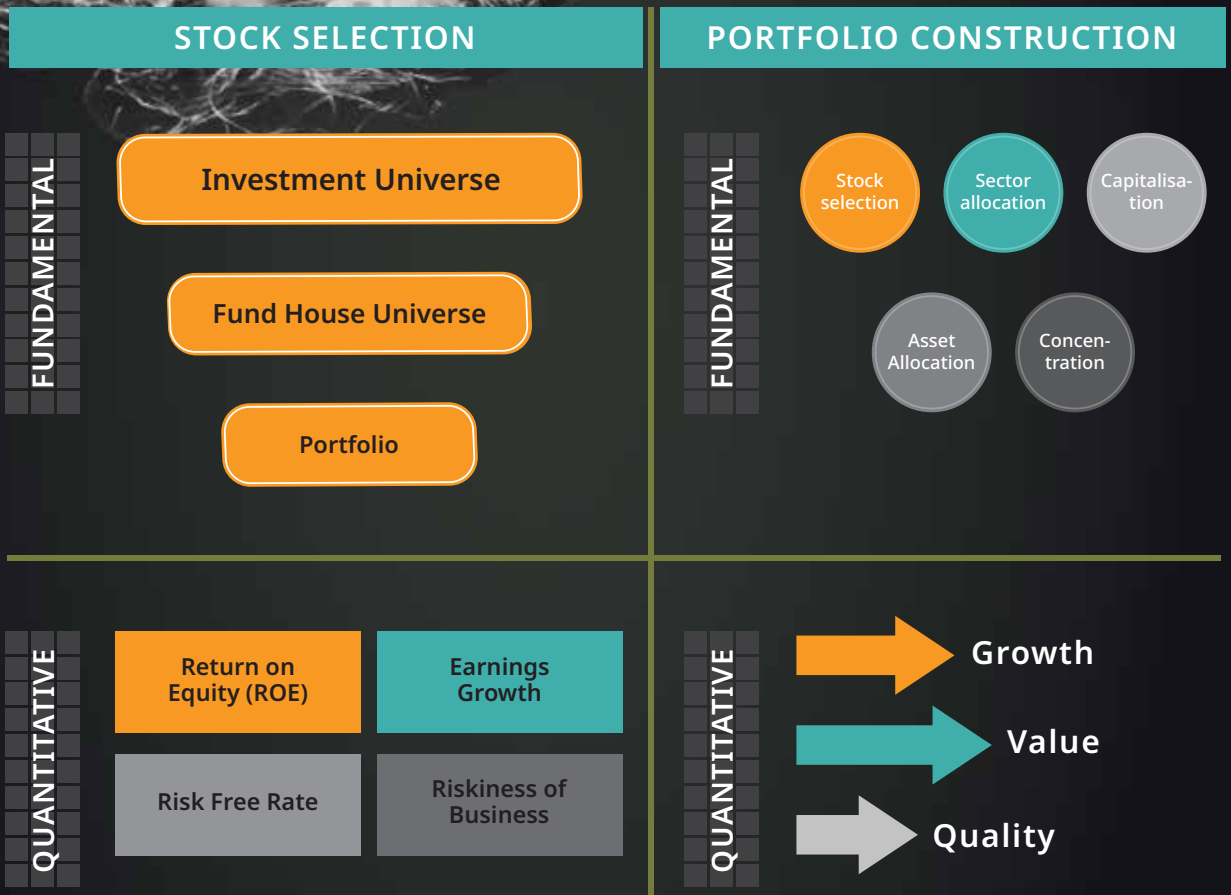 STOCK SELECTION
PORTFOLIO CONSTRUCTION
FUNDAMENTAL
Investment Universe
Fund House Universe
Portfolio
FUNDAMENTAL
Stock
selection
Sector
allocation
Capitalisa-
tion
Asset
Allocation
Concen-
tration
QUANTITATIVE
Return on
Equity (ROE)
Earnings
Growth
Risk Free Rate
Riskiness of
Business
QUANTITATIVE
Growth
Value
Quality